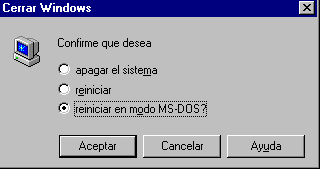 Cerrar Windows
Confirme que desea
apagar el sistema
reiniciar
reiniciar en modo MS-DOS?
Aceptar Cancelar Ayuda